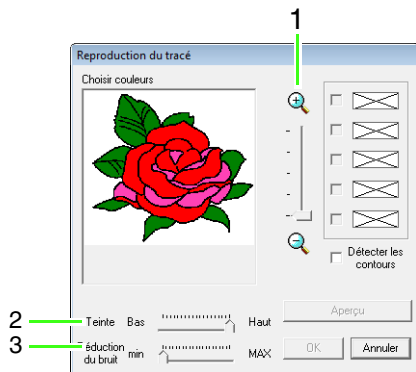 1
Reproduction du tracé
Choisir couleurs
Détecter les
contours
2
Teinte Bas Haut
Aperçu
3
Réduction
du bruit min MAX
OK Annuler